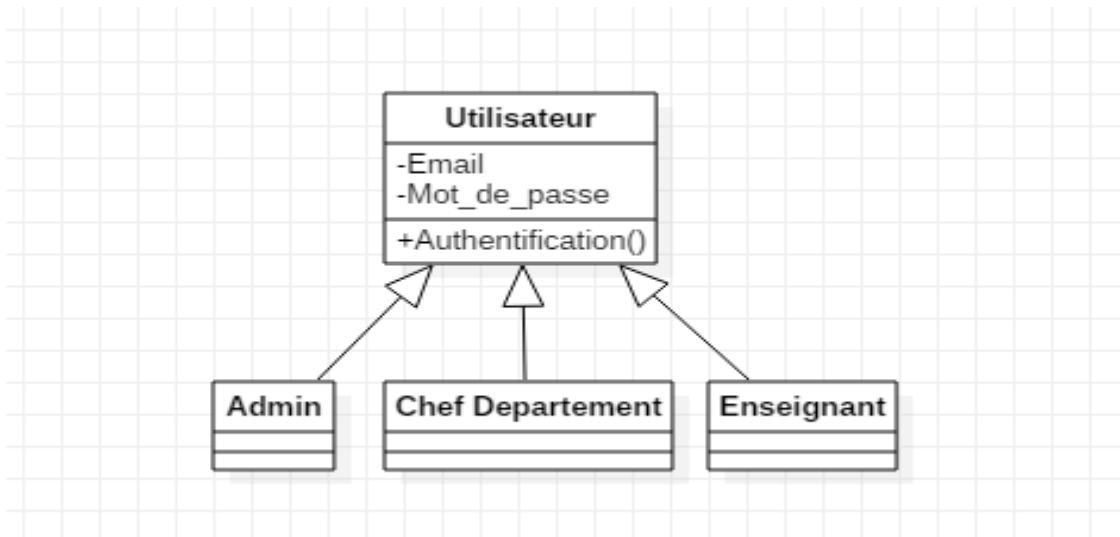 Utilisateur
-Email
-Mot_de_passe
+Authentification()
Admin
Chef Departement
Enseignant